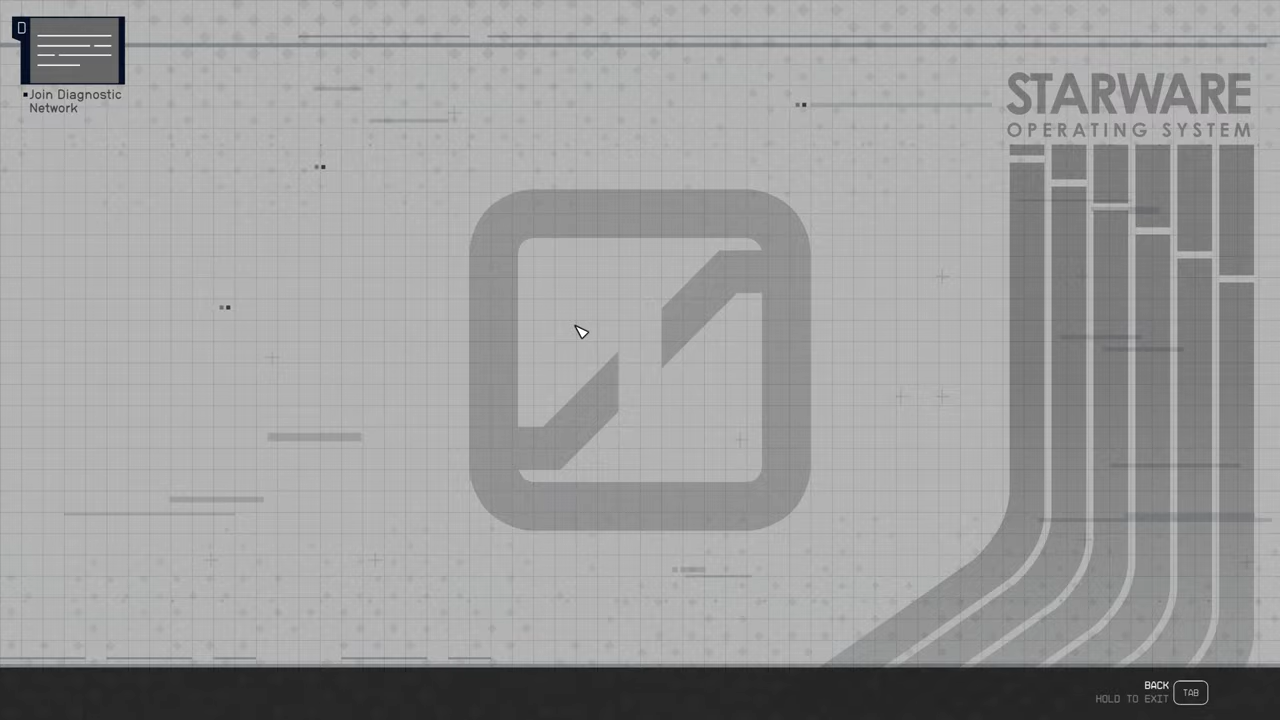 D
Join Diagnostic
Network
STARWARE
OPERATING SYSTEM
BACK
HOLD TO EXIT
TAB